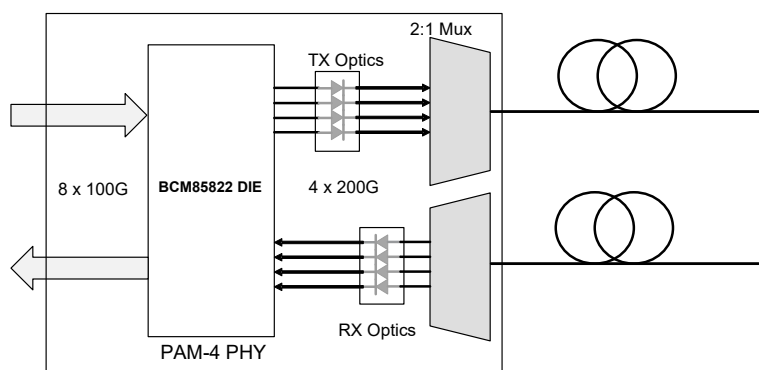 2:1 Mux
TX Optics
8 x 100G
BCM85822 DIE
4 x 200G
RX Optics
PAM-4 PHY